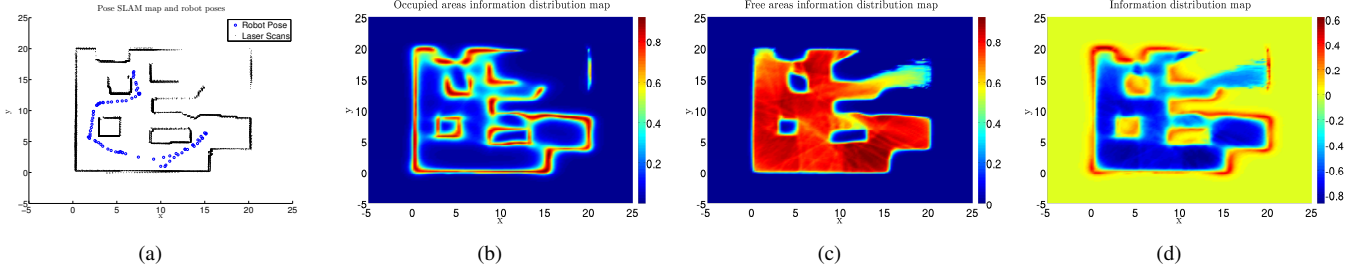 Pose SLAM map and robot poses
25
20
15
10
5
0
-5
y
-5 0 5 10 15 20 25
x
Robot Pose
Laser Scans
(a)
Occupied areas information distribution map
25
20
15
10
5
0
-5
y
-5 0 5 10 15 20 25
x
0.8
0.6
0.4
0.2
(b)
Free areas information distribution map
25
20
15
10
5
0
-5
y
-5 0 5 10 15 20 25
x
0.8
0.6
0.4
0.2
0
(c)
Information distribution map
25
20
15
10
5
0
-5
y
-5 0 5 10 15 20 25
x
0.6
0.4
0.2
0
-0.2
-0.4
-0.6
-0.8
(d)